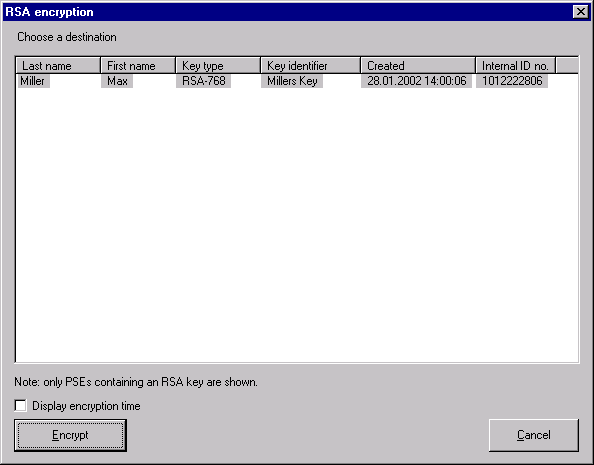 RSA encryption
Choose a destination
Last name First name Key type Key identifier Created Internal ID no.
Miller Max RSA-768 Millers Key 28.01.2002 14:00:06 1012222806
Note: only PSEs containing an RSA key are shown.
Display encryption time
Encrypt Cancel